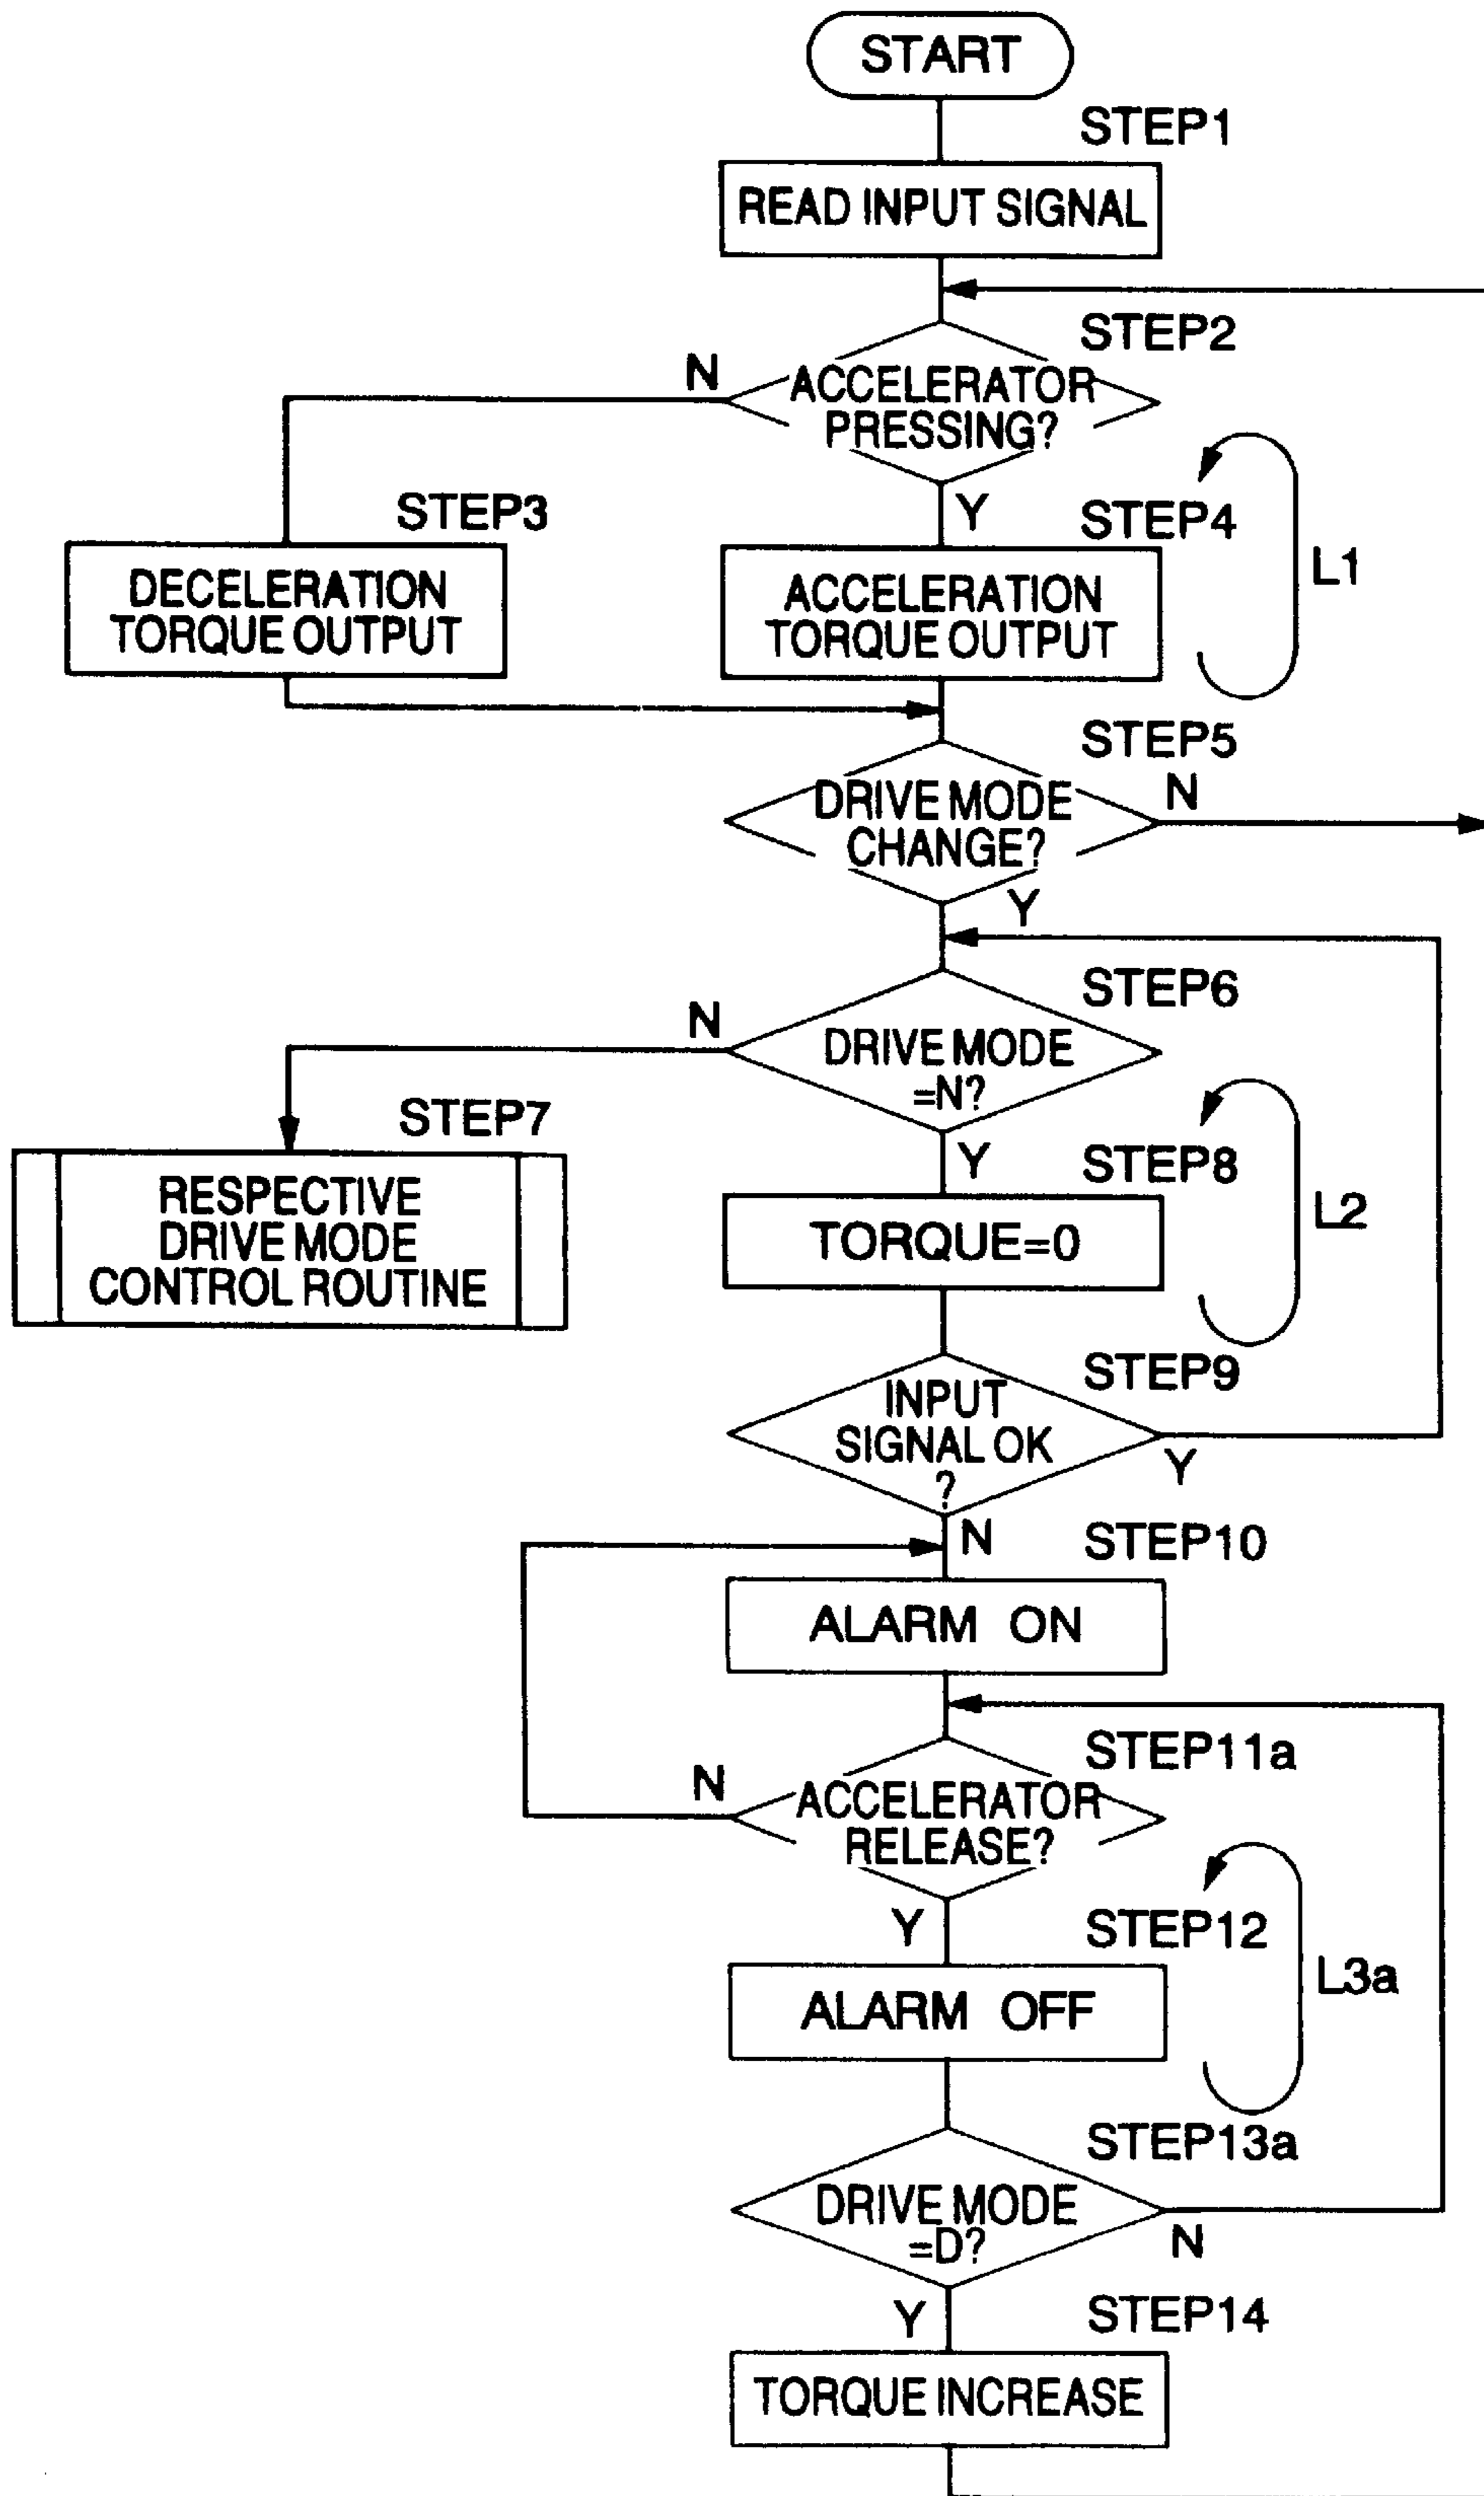 START
STEP1
READ INPUT SIGNAL
STEP2
N
ACCELERATOR
PRESSING?
Y
STEP3
STEP4
DECELERATION
TORQUE OUTPUT
ACCELERATION
TORQUE OUTPUT
L1
STEP5
DRIVE MODE
CHANGE?
N
Y
STEP6
N
DRIVE MODE
=N?
STEP7
Y
STEP8
RESPECTIVE
DRIVE MODE
CONTROL ROUTINE
TORQUE=0
L2
STEP9
INPUT
SIGNAL OK
?
Y
N
STEP10
ALARM ON
STEP11a
N
ACCELERATOR
RELEASE?
Y
STEP12
ALARM OFF
L3a
STEP13a
DRIVE MODE
=D?
N
Y
STEP14
TORQUE INCREASE